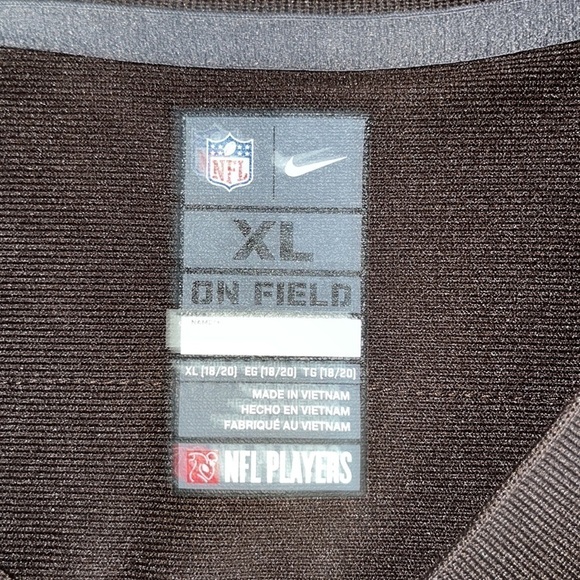 NFL
XL
ON FIELD
XL (18/20) EG (18/20) TG (18/20)
MADE IN VIETNAM
HECHO EN VIETNAM
FABRIQUÉ AU VIETNAM
NFL PLAYERS